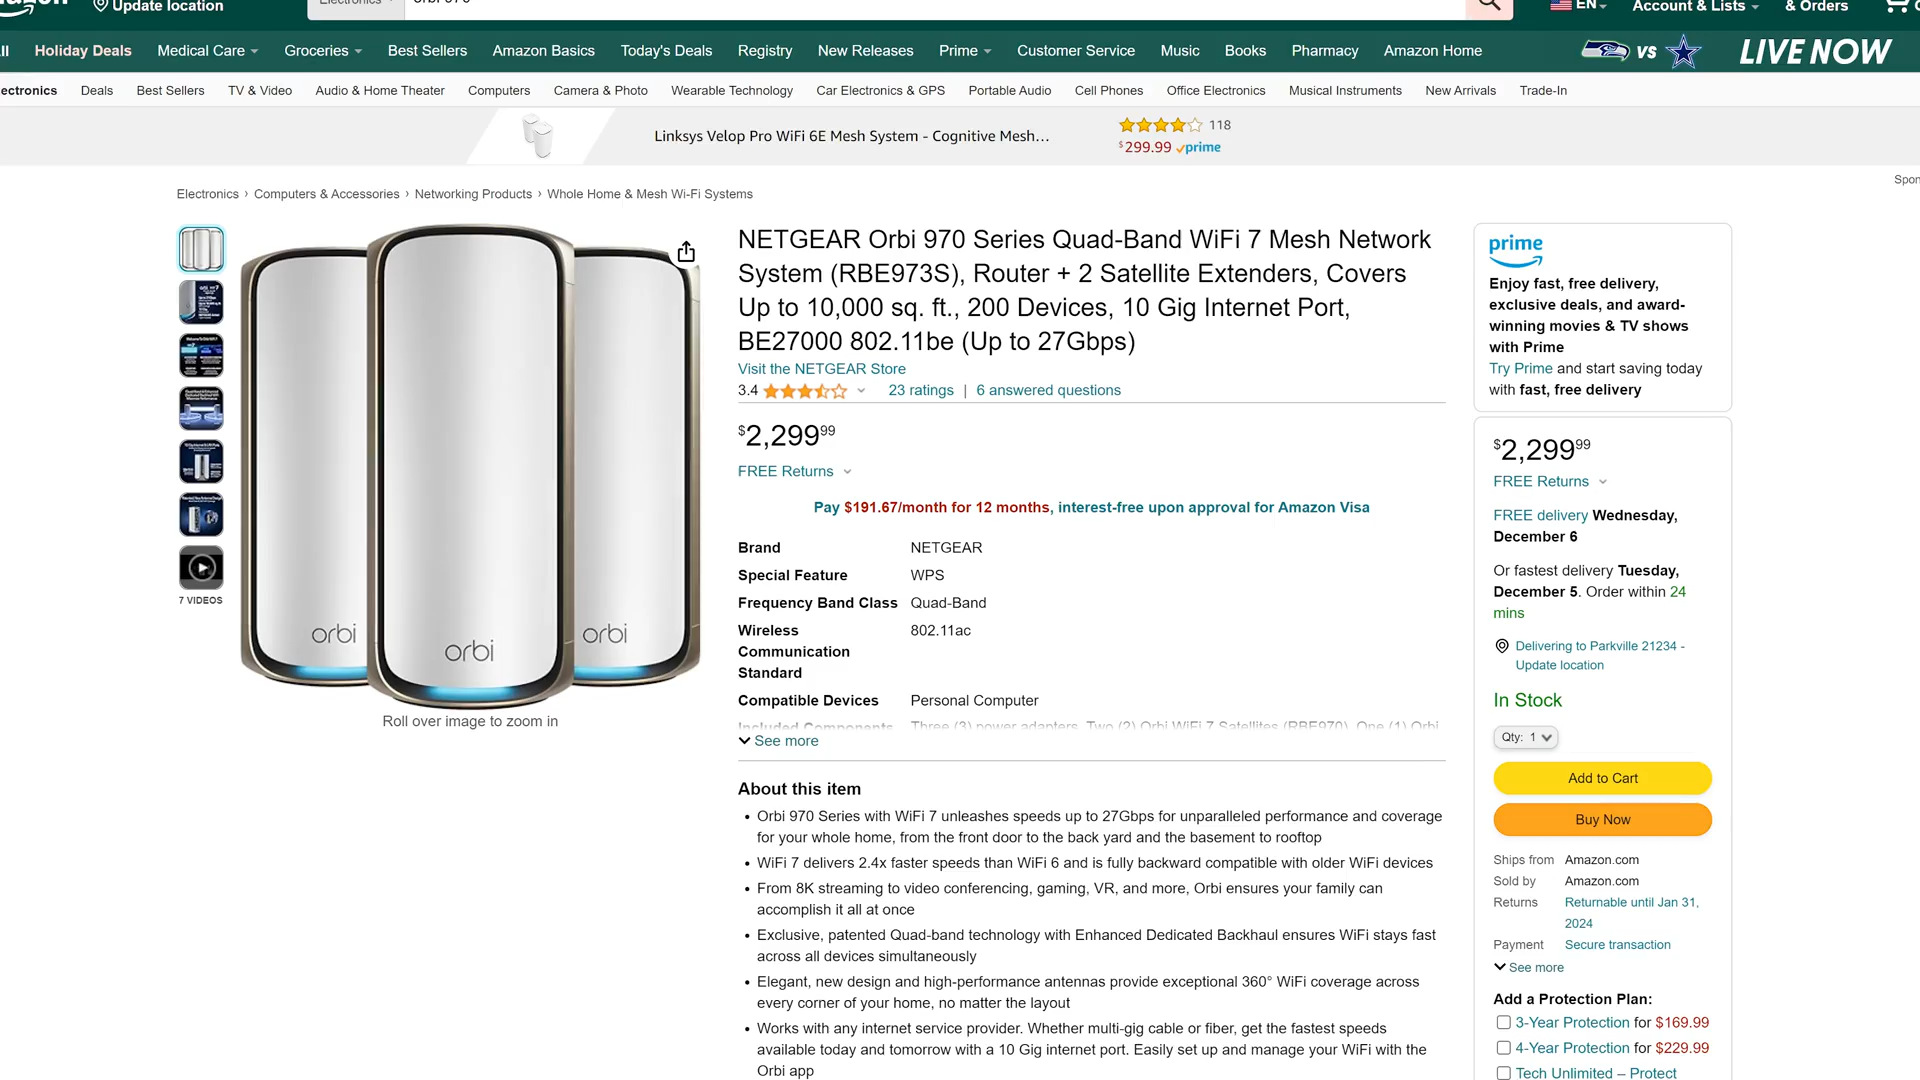 Update location
Electronics
EN
Account & Lists
& Orders
Holiday Deals
Medical Care
Groceries
Best Sellers
Amazon Basics
Today's Deals
Registry
New Releases
Prime
Customer Service
Music
Books
Pharmacy
Amazon Home
VS
LIVE NOW
ectronics
Deals
Best Sellers
TV & Video
Audio & Home Theater
Computers
Camera & Photo
Wearable Technology
Car Electronics & GPS
Portable Audio
Cell Phones
Office Electronics
Musical Instruments
New Arrivals
Trade-In
Linksys Velop Pro WiFi 6E Mesh System - Cognitive Mesh…
118
$299.99 prime
Spon
Electronics › Computers & Accessories › Networking Products › Whole Home & Mesh Wi-Fi Systems
7 VIDEOS
orbi
orbi
orbi
Roll over image to zoom in
NETGEAR Orbi 970 Series Quad-Band WiFi 7 Mesh Network
System (RBE973S), Router + 2 Satellite Extenders, Covers
Up to 10,000 sq. ft., 200 Devices, 10 Gig Internet Port,
BE27000 802.11be (Up to 27Gbps)
Visit the NETGEAR Store
3.4
23 ratings | 6 answered questions
$2,29999
FREE Returns
Pay $191.67/month for 12 months, interest-free upon approval for Amazon Visa
Brand NETGEAR
Special Feature WPS
Frequency Band Class Quad-Band
Wireless 802.11ac
Communication
Standard
Compatible Devices Personal Computer
Included Components Three (3) power adapters, Two (2) Orbi WiFi 7 Satellites (RBE970), One (1) Orbi
See more
About this item
• Orbi 970 Series with WiFi 7 unleashes speeds up to 27Gbps for unparalleled performance and coverage
for your whole home, from the front door to the back yard and the basement to rooftop
• WiFi 7 delivers 2.4x faster speeds than WiFi 6 and is fully backward compatible with older WiFi devices
• From 8K streaming to video conferencing, gaming, VR, and more, Orbi ensures your family can
accomplish it all at once
• Exclusive, patented Quad-band technology with Enhanced Dedicated Backhaul ensures WiFi stays fast
across all devices simultaneously
• Elegant, new design and high-performance antennas provide exceptional 360° WiFi coverage across
every corner of your home, no matter the layout
• Works with any internet service provider. Whether multi-gig cable or fiber, get the fastest speeds
available today and tomorrow with a 10 Gig internet port. Easily set up and manage your WiFi with the
Orbi app
prime
Enjoy fast, free delivery,
exclusive deals, and award-
winning movies & TV shows
with Prime
Try Prime and start saving today
with fast, free delivery
$2,29999
FREE Returns
FREE delivery Wednesday,
December 6
Or fastest delivery Tuesday,
December 5. Order within 24
mins
Delivering to Parkville 21234 -
Update location
In Stock
Qty: 1
Add to Cart
Buy Now
Ships from Amazon.com
Sold by Amazon.com
Returns Returnable until Jan 31,
2024
Payment Secure transaction
See more
Add a Protection Plan:
3-Year Protection for $169.99
4-Year Protection for $229.99
Tech Unlimited – Protect